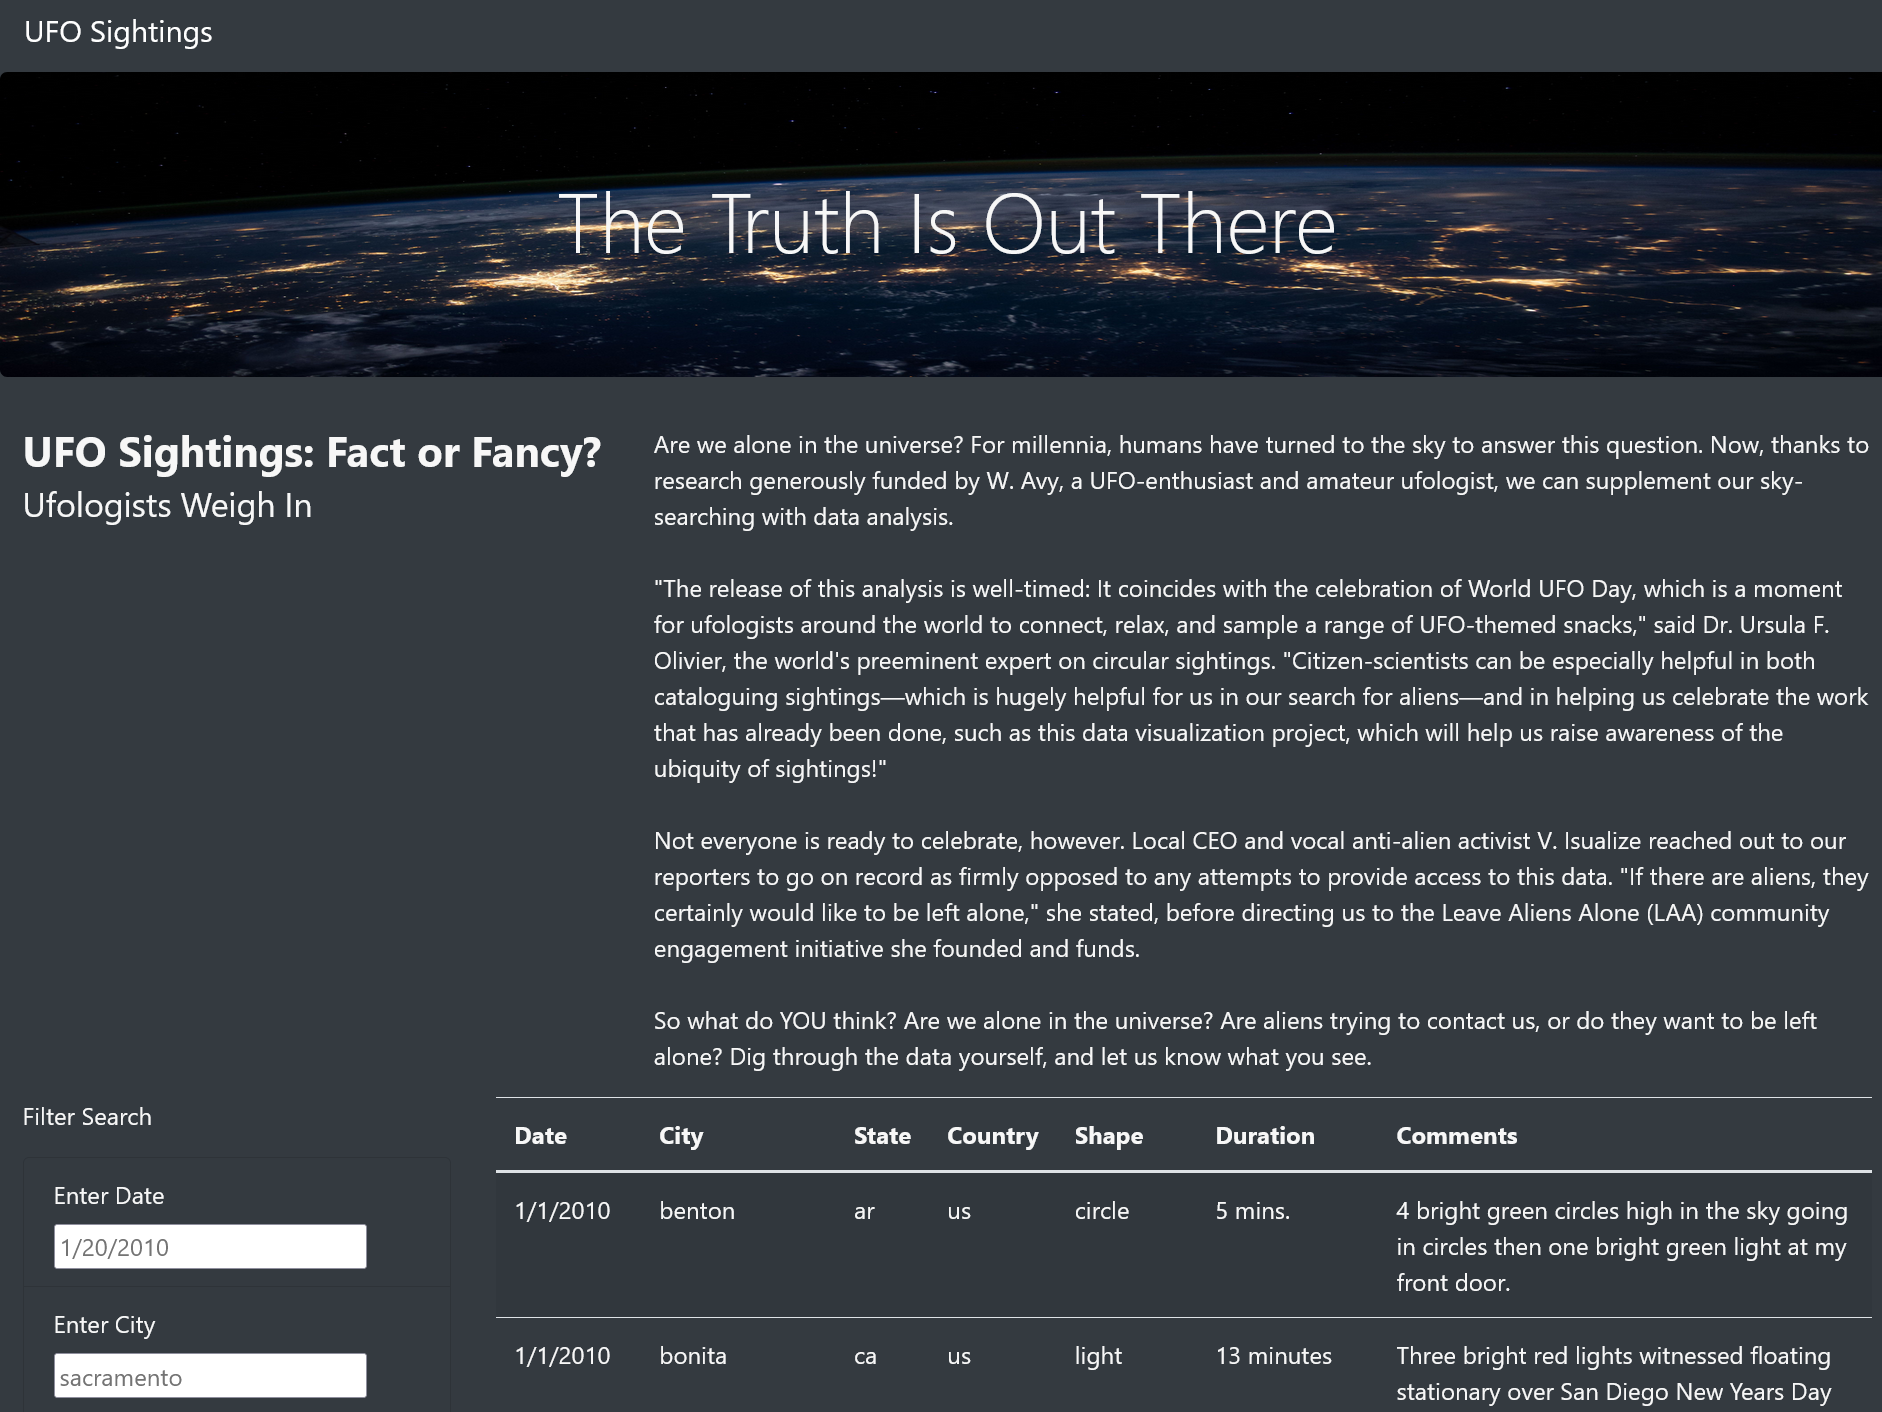 UFO Sightings
The Truth Is Out There
UFO Sightings: Fact or Fancy?
Ufologists Weigh In
Are we alone in the universe? For millennia, humans have turned to the sky to answer this question. Now, thanks to
research generously funded by W. Avy, a UFO-enthusiast and amateur ufologist, we can supplement our sky-
searching with data analysis.
"The release of this analysis is well-timed: It coincides with the celebration of World UFO Day, which is a moment
for ufologists around the world to connect, relax, and sample a range of UFO-themed snacks," said Dr. Ursula F.
Olivier, the world's preeminent expert on circular sightings. "Citizen-scientists can be especially helpful in both
cataloguing sightings—which is hugely helpful for us in our search for aliens—and in helping us celebrate the work
that has already been done, such as this data visualization project, which will help us raise awareness of the
ubiquity of sightings!"
Not everyone is ready to celebrate, however. Local CEO and vocal anti-alien activist V. Isualize reached out to our
reporters to go on record as firmly opposed to any attempts to provide access to this data. "If there are aliens, they
certainly would like to be left alone," she stated, before directing us to the Leave Aliens Alone (LAA) community
engagement initiative she founded and funds.
So what do YOU think? Are we alone in the universe? Are aliens trying to contact us, or do they want to be left
alone? Dig through the data yourself, and let us know what you see.
Filter Search
Enter Date
1/20/2010
Enter City
sacramento
Date City State Country Shape Duration Comments
1/1/2010 benton ar us circle 5 mins. 4 bright green circles high in the sky going
in circles then one bright green light at my
front door.
1/1/2010 bonita ca us light 13 minutes Three bright red lights witnessed floating
stationary over San Diego New Years Day